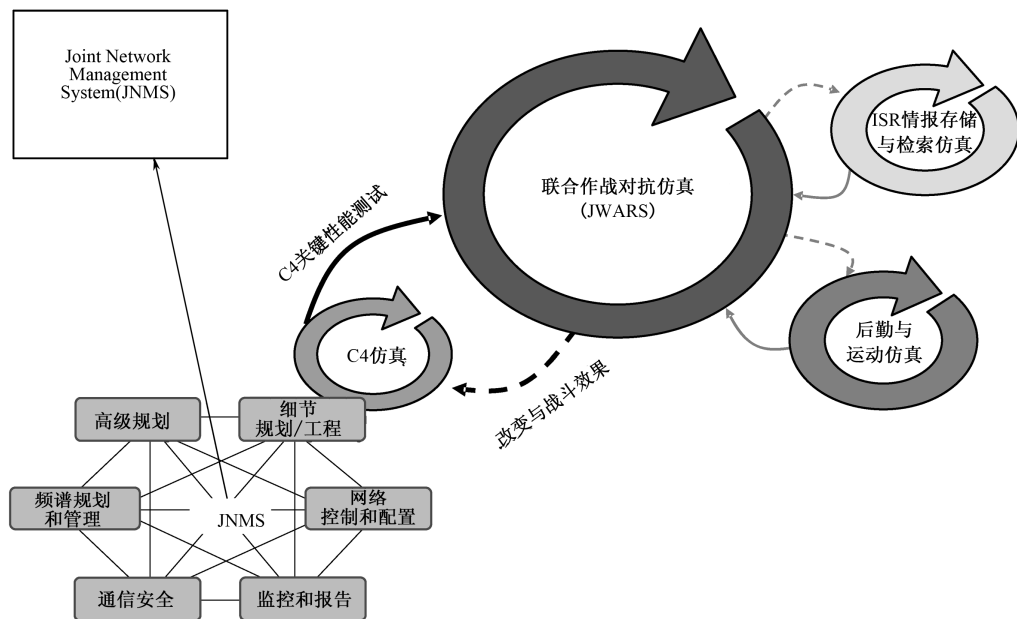 Joint Network
Management
System(JNMS)
联合作战对抗仿真
(JWARS)
ISR情报存储
与检索仿真
C4关键性能测试
C4仿真
后勤与
运动仿真
改变与战斗效果
高级规划
细节
规划/工程
频谱规划
和管理
JNMS
网络
控制和配置
通信安全
监控和报告